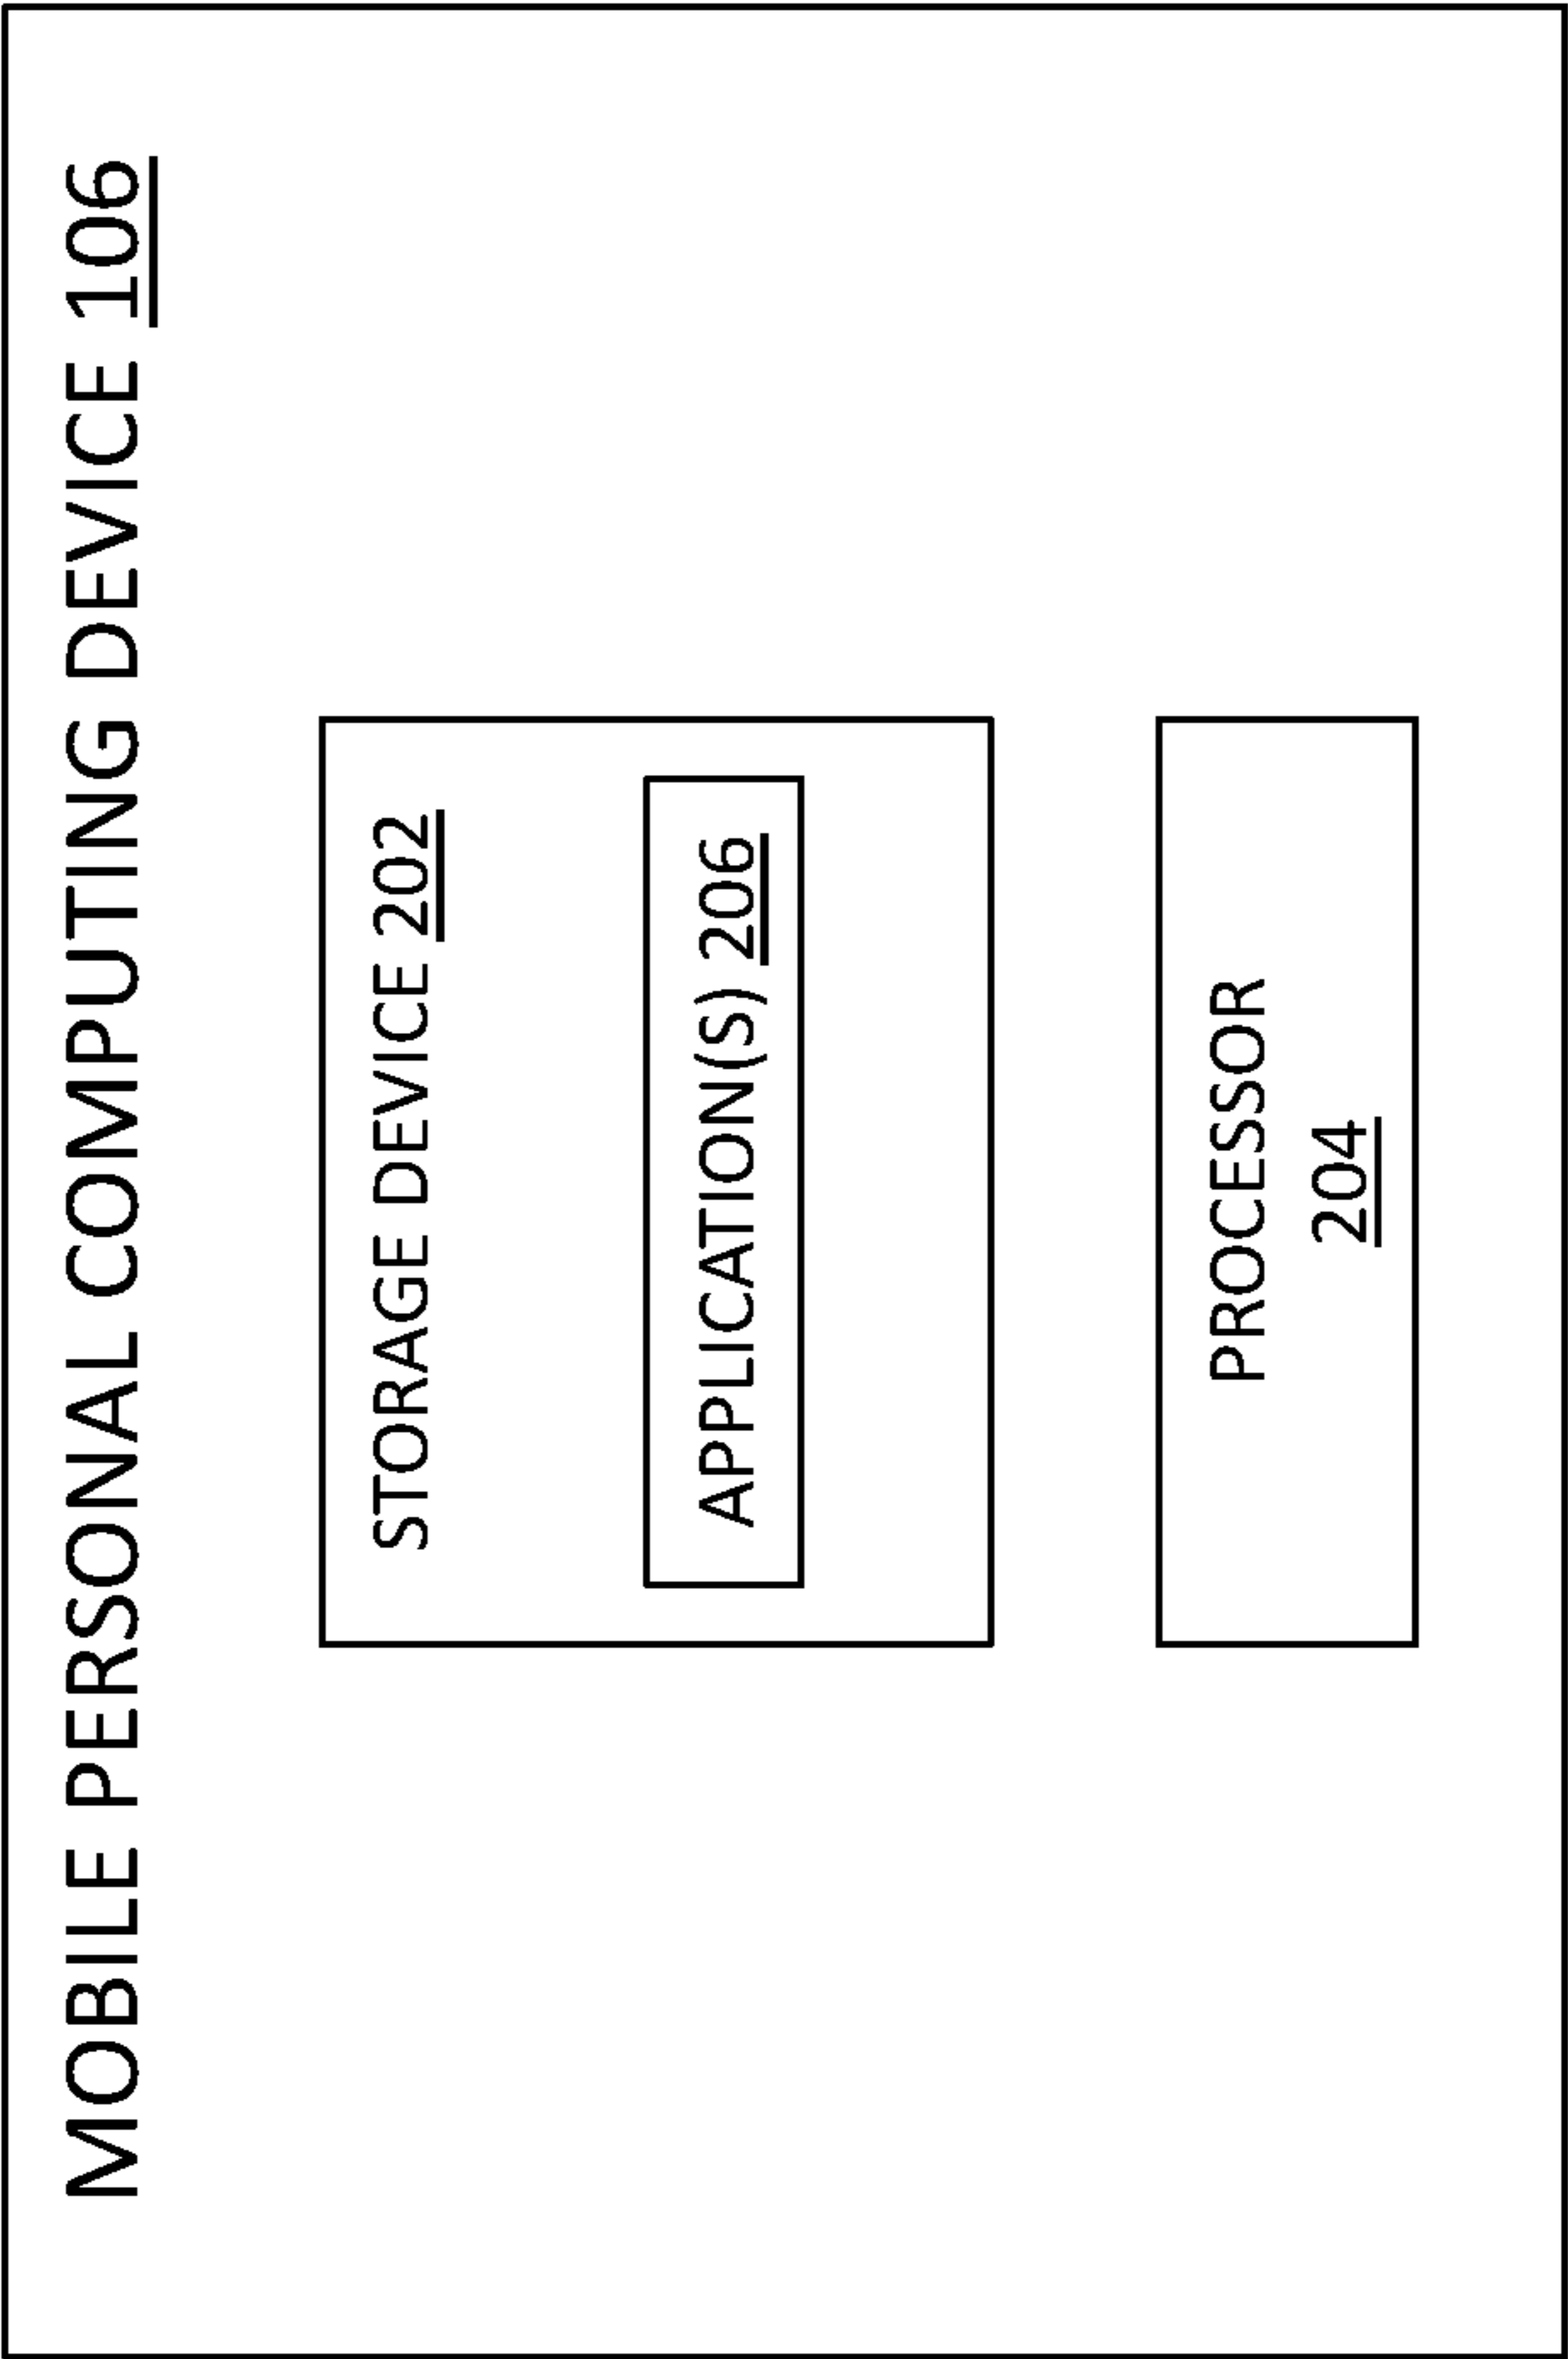 MOBILE PERSONAL COMPUTING DEVICE 106
STORAGE DEVICE 202
APPLICATION(S) 206
PROCESSOR
204